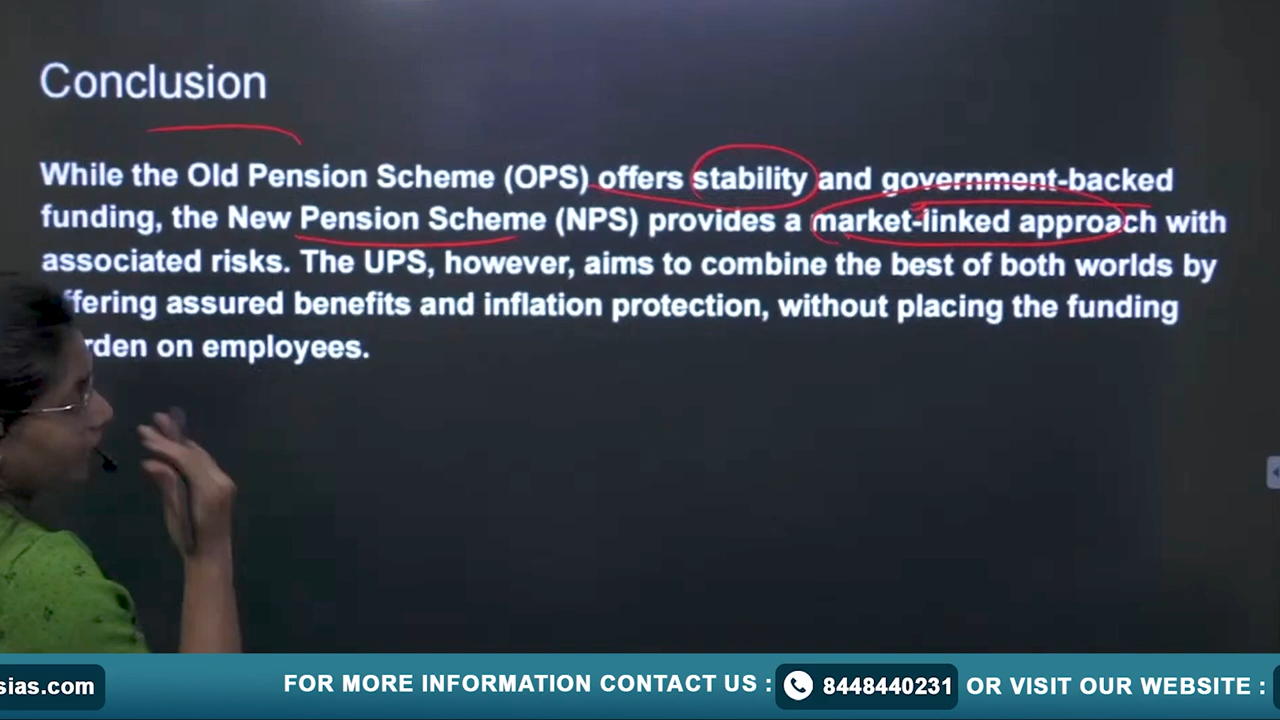 Conclusion
While the Old Pension Scheme (OPS) offers stability and government-backed
funding, the New Pension Scheme (NPS) provides a market-linked approach with
associated risks. The UPS, however, aims to combine the best of both worlds by
ffering assured benefits and inflation protection, without placing the funding
rden on employees.
sias.com FOR MORE INFORMATION CONTACT US : 8448440231 OR VISIT OUR WEBSITE :